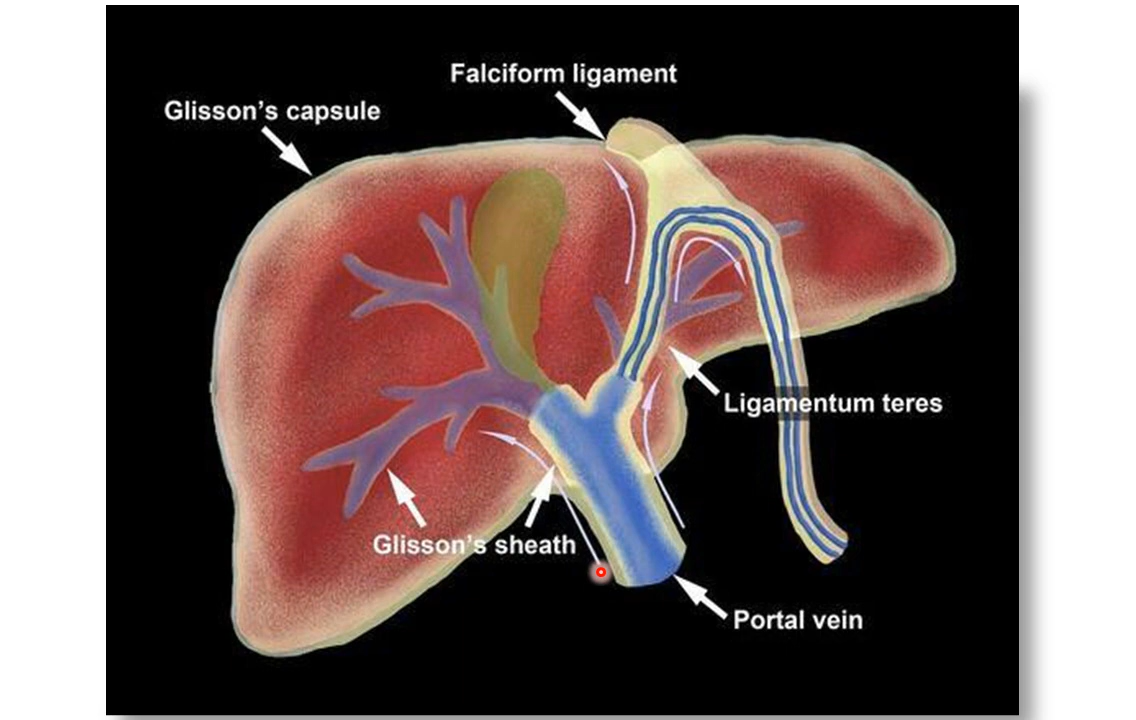 Falciform ligament
Glisson's capsule
Ligamentum teres
Glisson's sheath
Portal vein